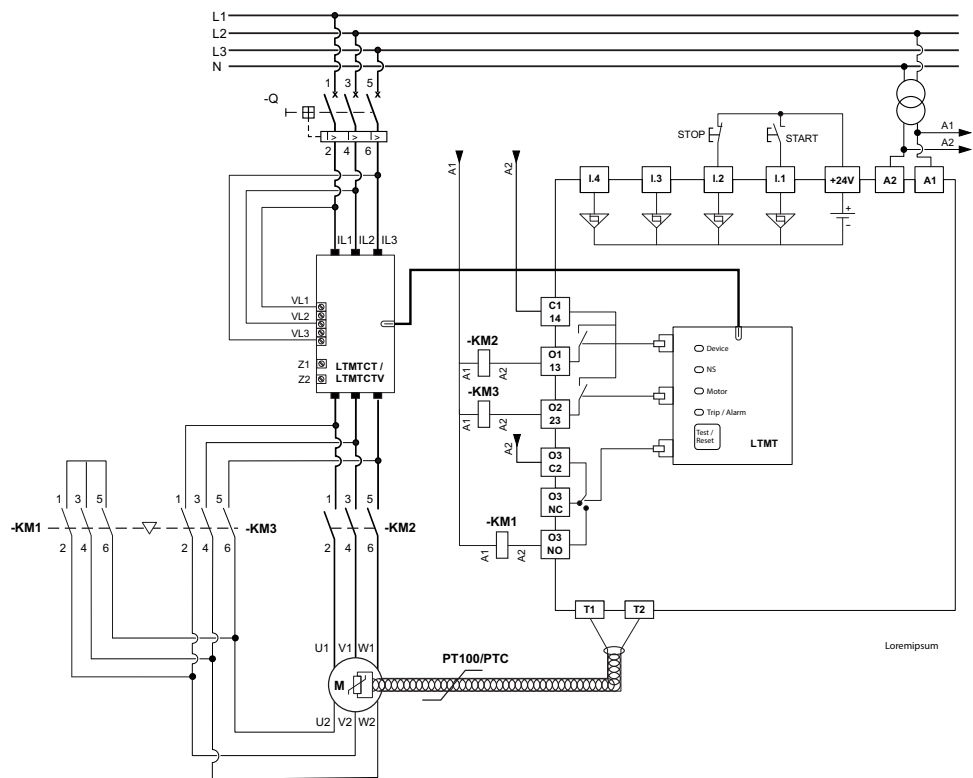 L1
L2
L3
N
1 3 5
-Q
I> I> I>
2 4 6
A1
A2
STOP
START
A1
A2
I.4 I.3 I.2 I.1 +24V A2 A1
+
–
IL1 IL2 IL3
VL1
VL2
VL3
Z1
Z2
LTMTCT /
LTMTCTV
C1
14
-KM2
A1 A2
O1
13
-KM3
A1 A2
O2
23
A2
O3
C2
O3
NC
-KM1
A1 A2
O3
NO
Device
NS
Motor
Trip / Alarm
Test /
Reset
LTMT
1 3 5
-KM1
2 4 6
1 3 5
-KM3
2 4 6
1 3 5
-KM2
2 4 6
T1 T2
Loremipsum
U1 V1 W1
M
PT100/PTC
U2 V2 W2